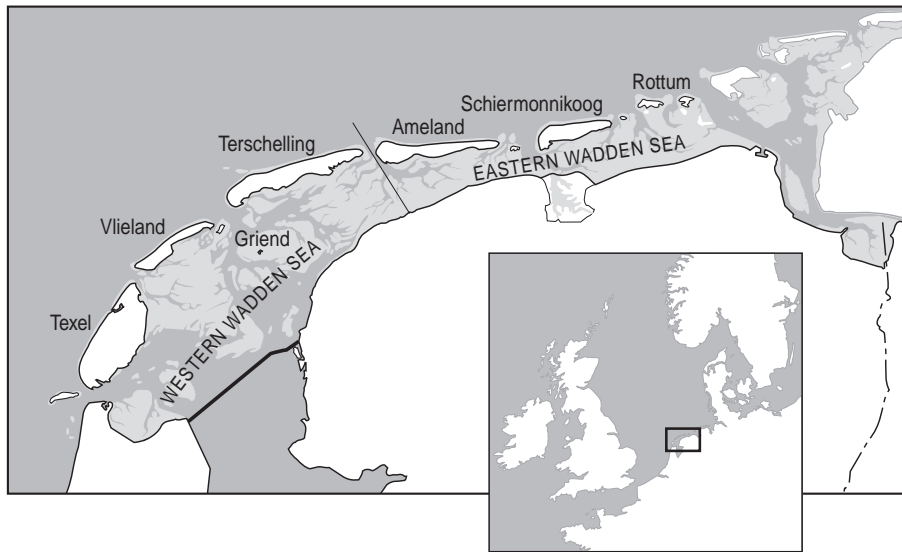 Rottum
Schiermonnikoog
Ameland
Terschelling
EASTERN WADDEN SEA
Vlieland
Griend
WESTERN WADDEN SEA
Texel